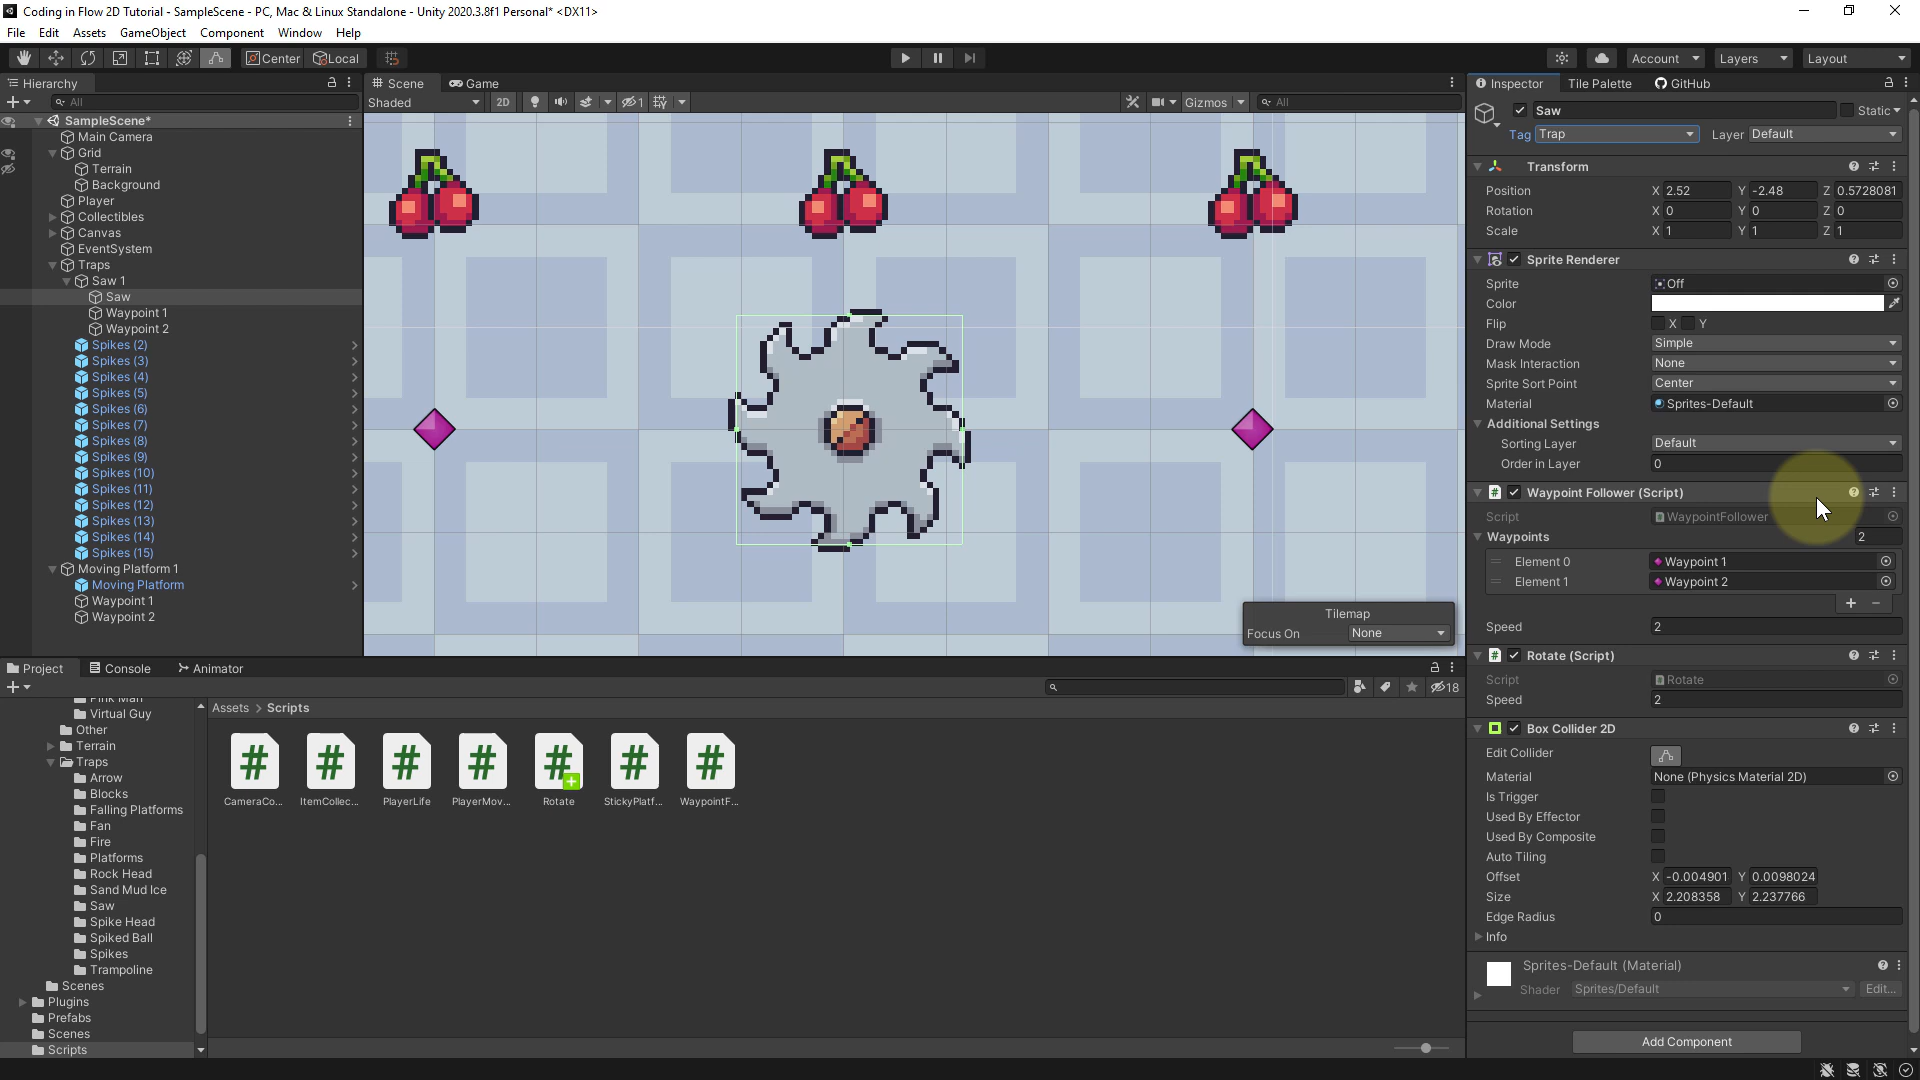 Coding in Flow 2D Tutorial - SampleScene - PC, Mac & Linux Standalone - Unity 2020.3.8f1 Personal* <DX11>
File Edit Assets GameObject Component Window Help
Center Local Account Layers Layout
Hierarchy
All
SampleScene*
Main Camera
Grid
Terrain
Background
Player
Collectibles
Canvas
EventSystem
Traps
Saw 1
Saw
Waypoint 1
Waypoint 2
Spikes (2)
Spikes (3)
Spikes (4)
Spikes (5)
Spikes (6)
Spikes (7)
Spikes (8)
Spikes (9)
Spikes (10)
Spikes (11)
Spikes (12)
Spikes (13)
Spikes (14)
Spikes (15)
Moving Platform 1
Moving Platform
Waypoint 1
Waypoint 2
Scene Game
Shaded 2D 1 Gizmos All
Tilemap
Focus On None
Inspector Tile Palette GitHub
Saw Static
Tag Trap Layer Default
Transform
Position X 2.52 Y -2.48 Z 0.5728081
Rotation X 0 Y 0 Z 0
Scale X 1 Y 1 Z 1
Sprite Renderer
Sprite Off
Color
Flip X Y
Draw Mode Simple
Mask Interaction None
Sprite Sort Point Center
Material Sprites-Default
Additional Settings
Sorting Layer Default
Order in Layer 0
Waypoint Follower (Script)
Script WaypointFollower
Waypoints 2
Element 0 Waypoint 1
Element 1 Waypoint 2
Speed 2
Rotate (Script)
Script Rotate
Speed 2
Box Collider 2D
Edit Collider
Material None (Physics Material 2D)
Is Trigger
Used By Effector
Used By Composite
Auto Tiling
Offset X -0.004901 Y 0.0098024
Size X 2.208358 Y 2.237766
Edge Radius 0
Info
Sprites-Default (Material)
Shader Sprites/Default Edit...
Add Component
Project Console Animator
18
Virtual Guy
Other
Terrain
Traps
Arrow
Blocks
Falling Platforms
Fan
Fire
Platforms
Rock Head
Sand Mud Ice
Saw
Spike Head
Spiked Ball
Spikes
Trampoline
Scenes
Plugins
Prefabs
Scenes
Scripts
Assets > Scripts
CameraCo... ItemCollec... PlayerLife PlayerMov... Rotate StickyPlatf... WaypointF...